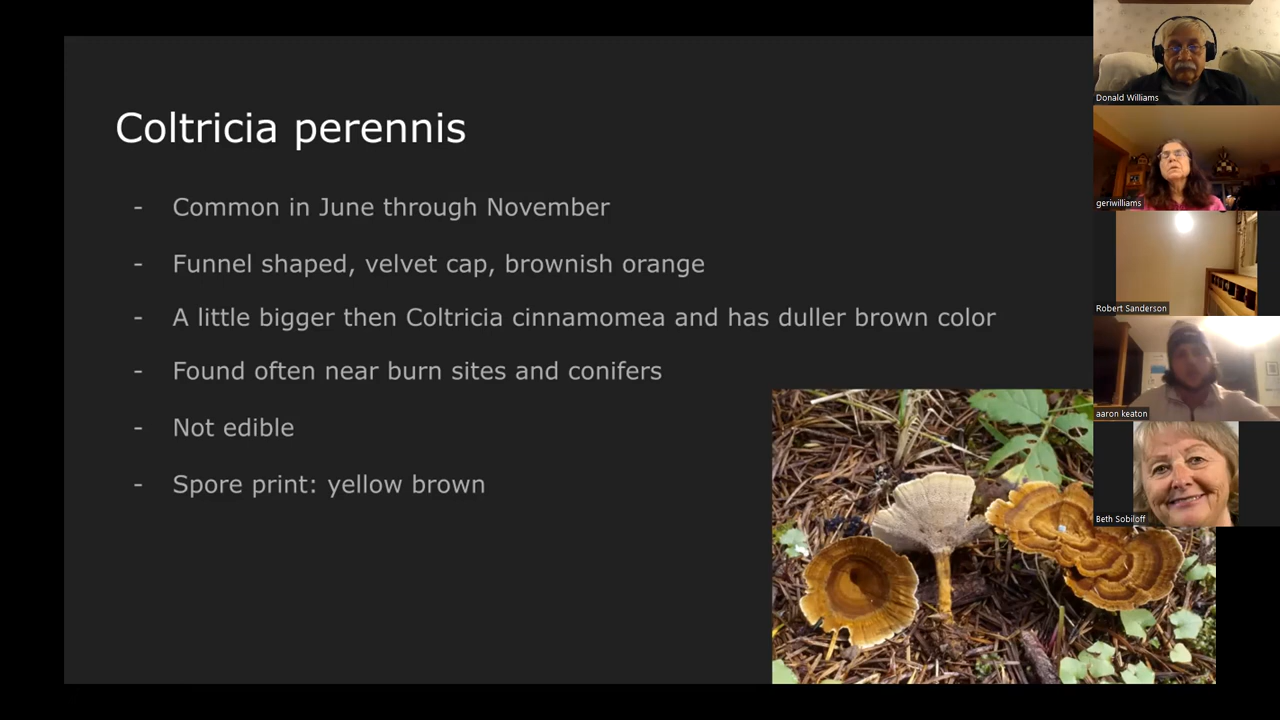 Coltricia perennis
- Common in June through November
- Funnel shaped, velvet cap, brownish orange
- A little bigger then Coltricia cinnamomea and has duller brown color
- Found often near burn sites and conifers
- Not edible
- Spore print: yellow brown
Donald Williams
geriwilliams
Robert Sanderson
aaron keaton
Beth Sobiloff